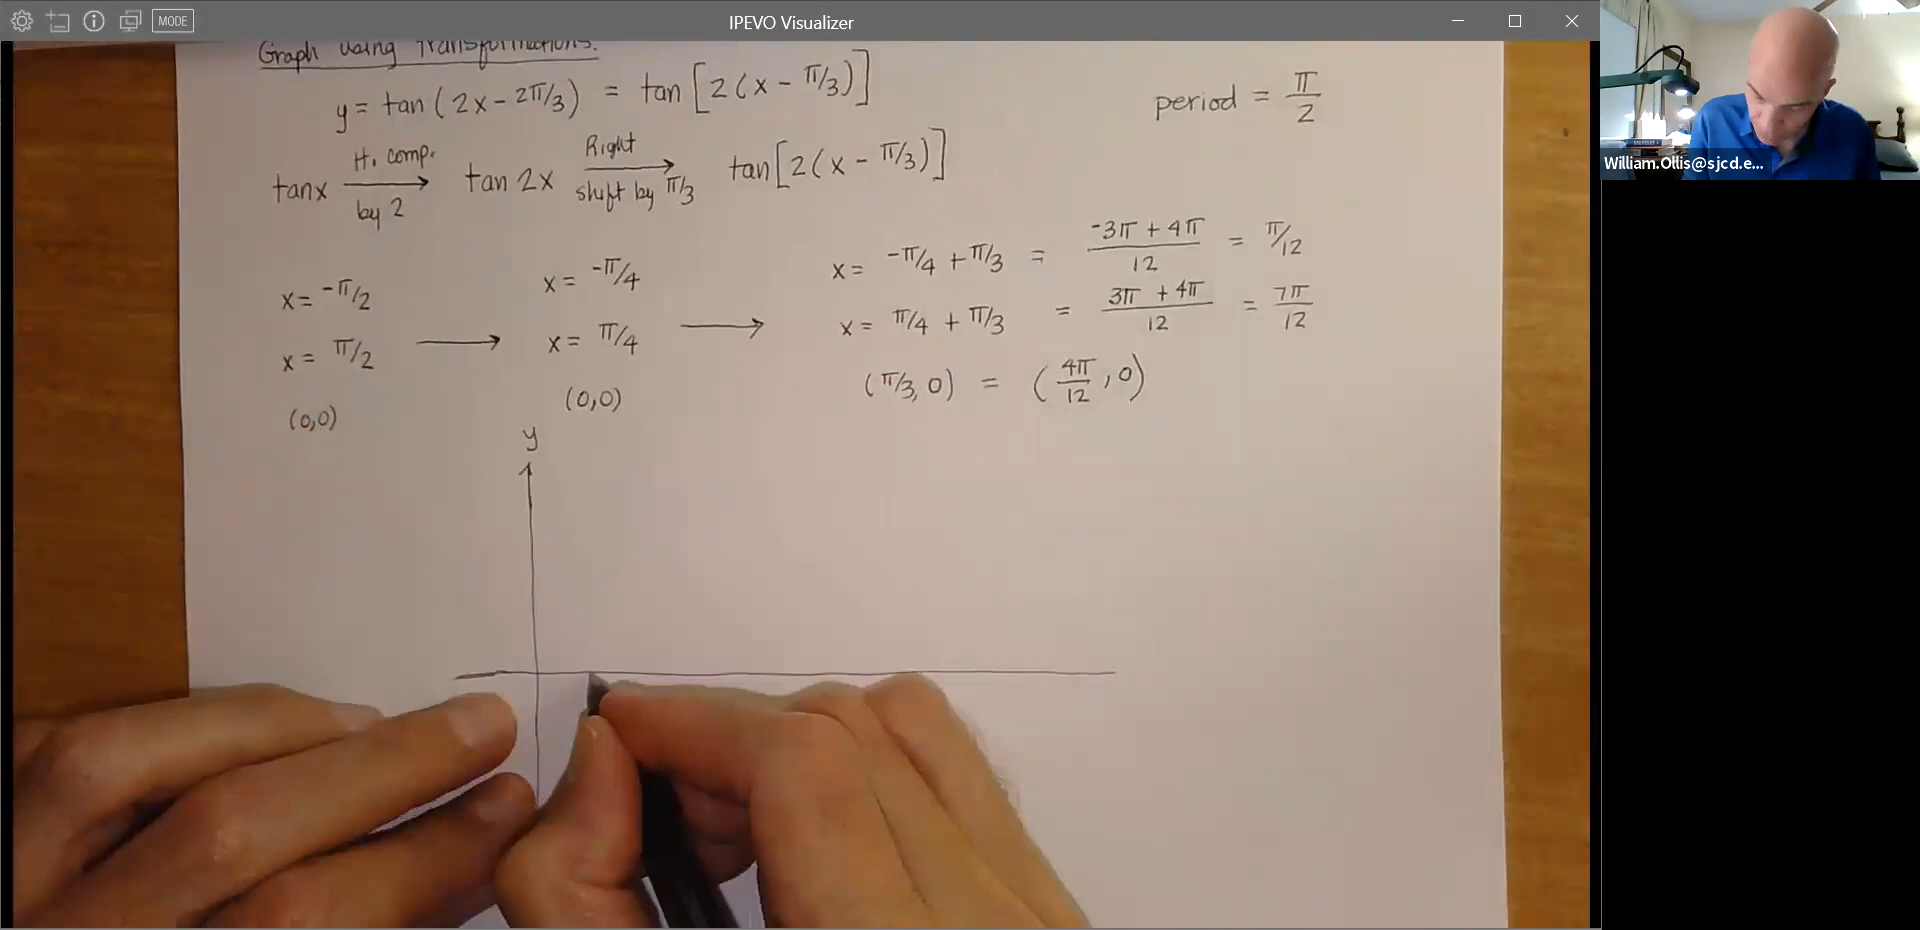 MODE
IPEVO Visualizer
Graph using Transformations.
y = tan(2x - 2π/3) = tan[2(x - π/3)]
period = π/2
tanx → H. comp. by 2 tan 2x → Right shift by π/3 tan[2(x - π/3)]
x = -π/2
x = -π/4
x = -π/4 + π/3 = (-3π + 4π)/12 = π/12
x = π/2
x = π/4
x = π/4 + π/3 = (3π + 4π)/12 = 7π/12
(0,0)
(0,0)
(π/3, 0) = (4π/12, 0)
y
William.Ollis@sjcd.e...